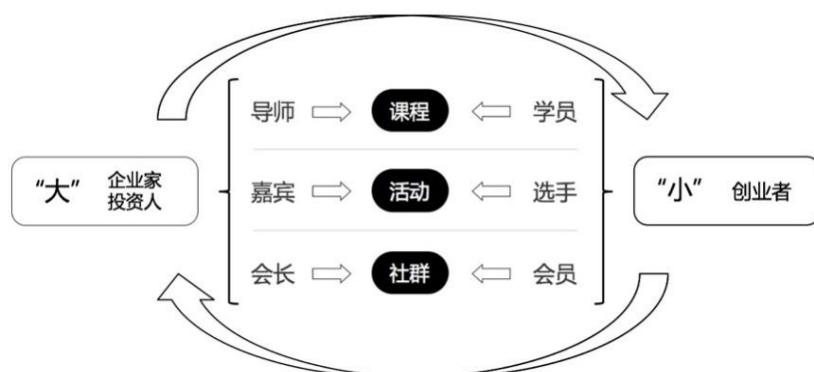 导师 课程 学员
“大” 企业家 投资人
嘉宾 活动 选手
“小” 创业者
会长 社群 会员